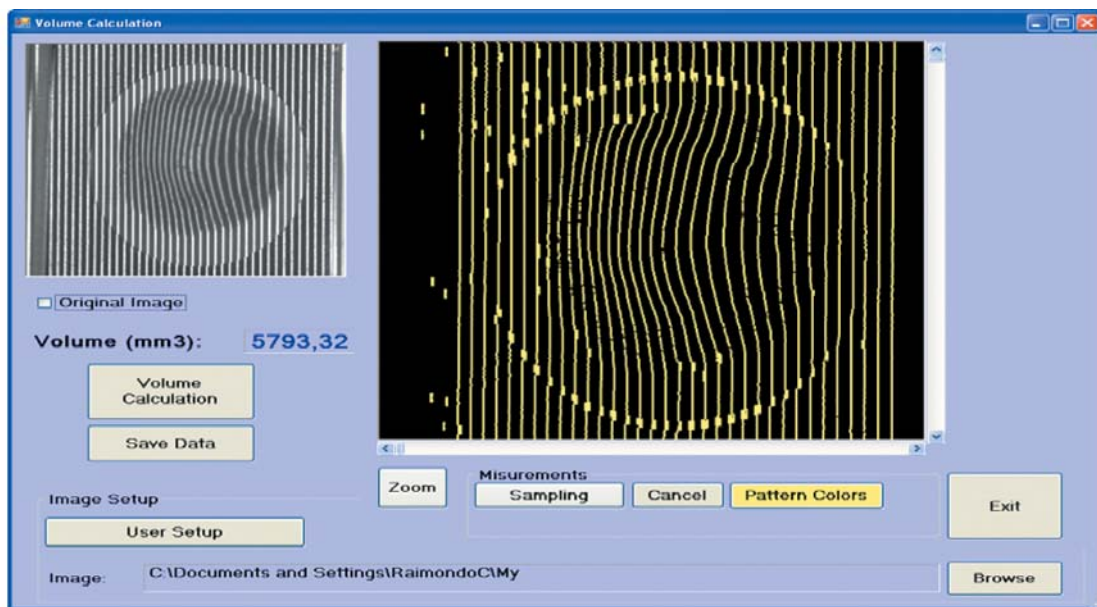 Volume Calculation
Original Image
Volume (mm3): 5793,32
Volume
Calculation
Save Data
Zoom
Misurements
Sampling Cancel Pattern Colors
Exit
Image Setup
User Setup
Image: C:\Documents and Settings\RaimondoC\My
Browse